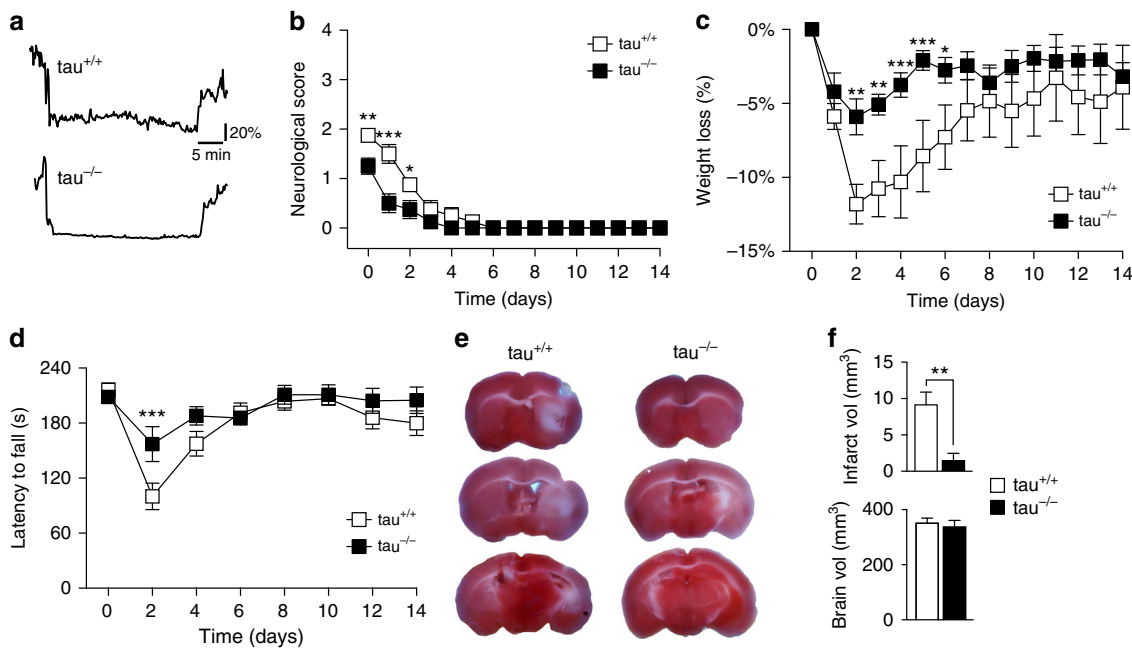 a
tau+/+
20%
5 min
tau–/–
b
Neurological score
4
3
2
1
0
**
***
*
tau+/+
tau–/–
0 2 4 6 8 10 12 14
Time (days)
c
Weight loss (%)
0%
–5%
–10%
–15%
** ** *** *** *
tau+/+
tau–/–
0 2 4 6 8 10 12 14
Time (days)
d
Latency to fall (s)
240
180
120
60
0
***
tau+/+
tau–/–
0 2 4 6 8 10 12 14
Time (days)
e
tau+/+ tau–/–
f
Infarct vol (mm3)
15
10
5
0
**
tau+/+
tau–/–
Brain vol (mm3)
400
200
0